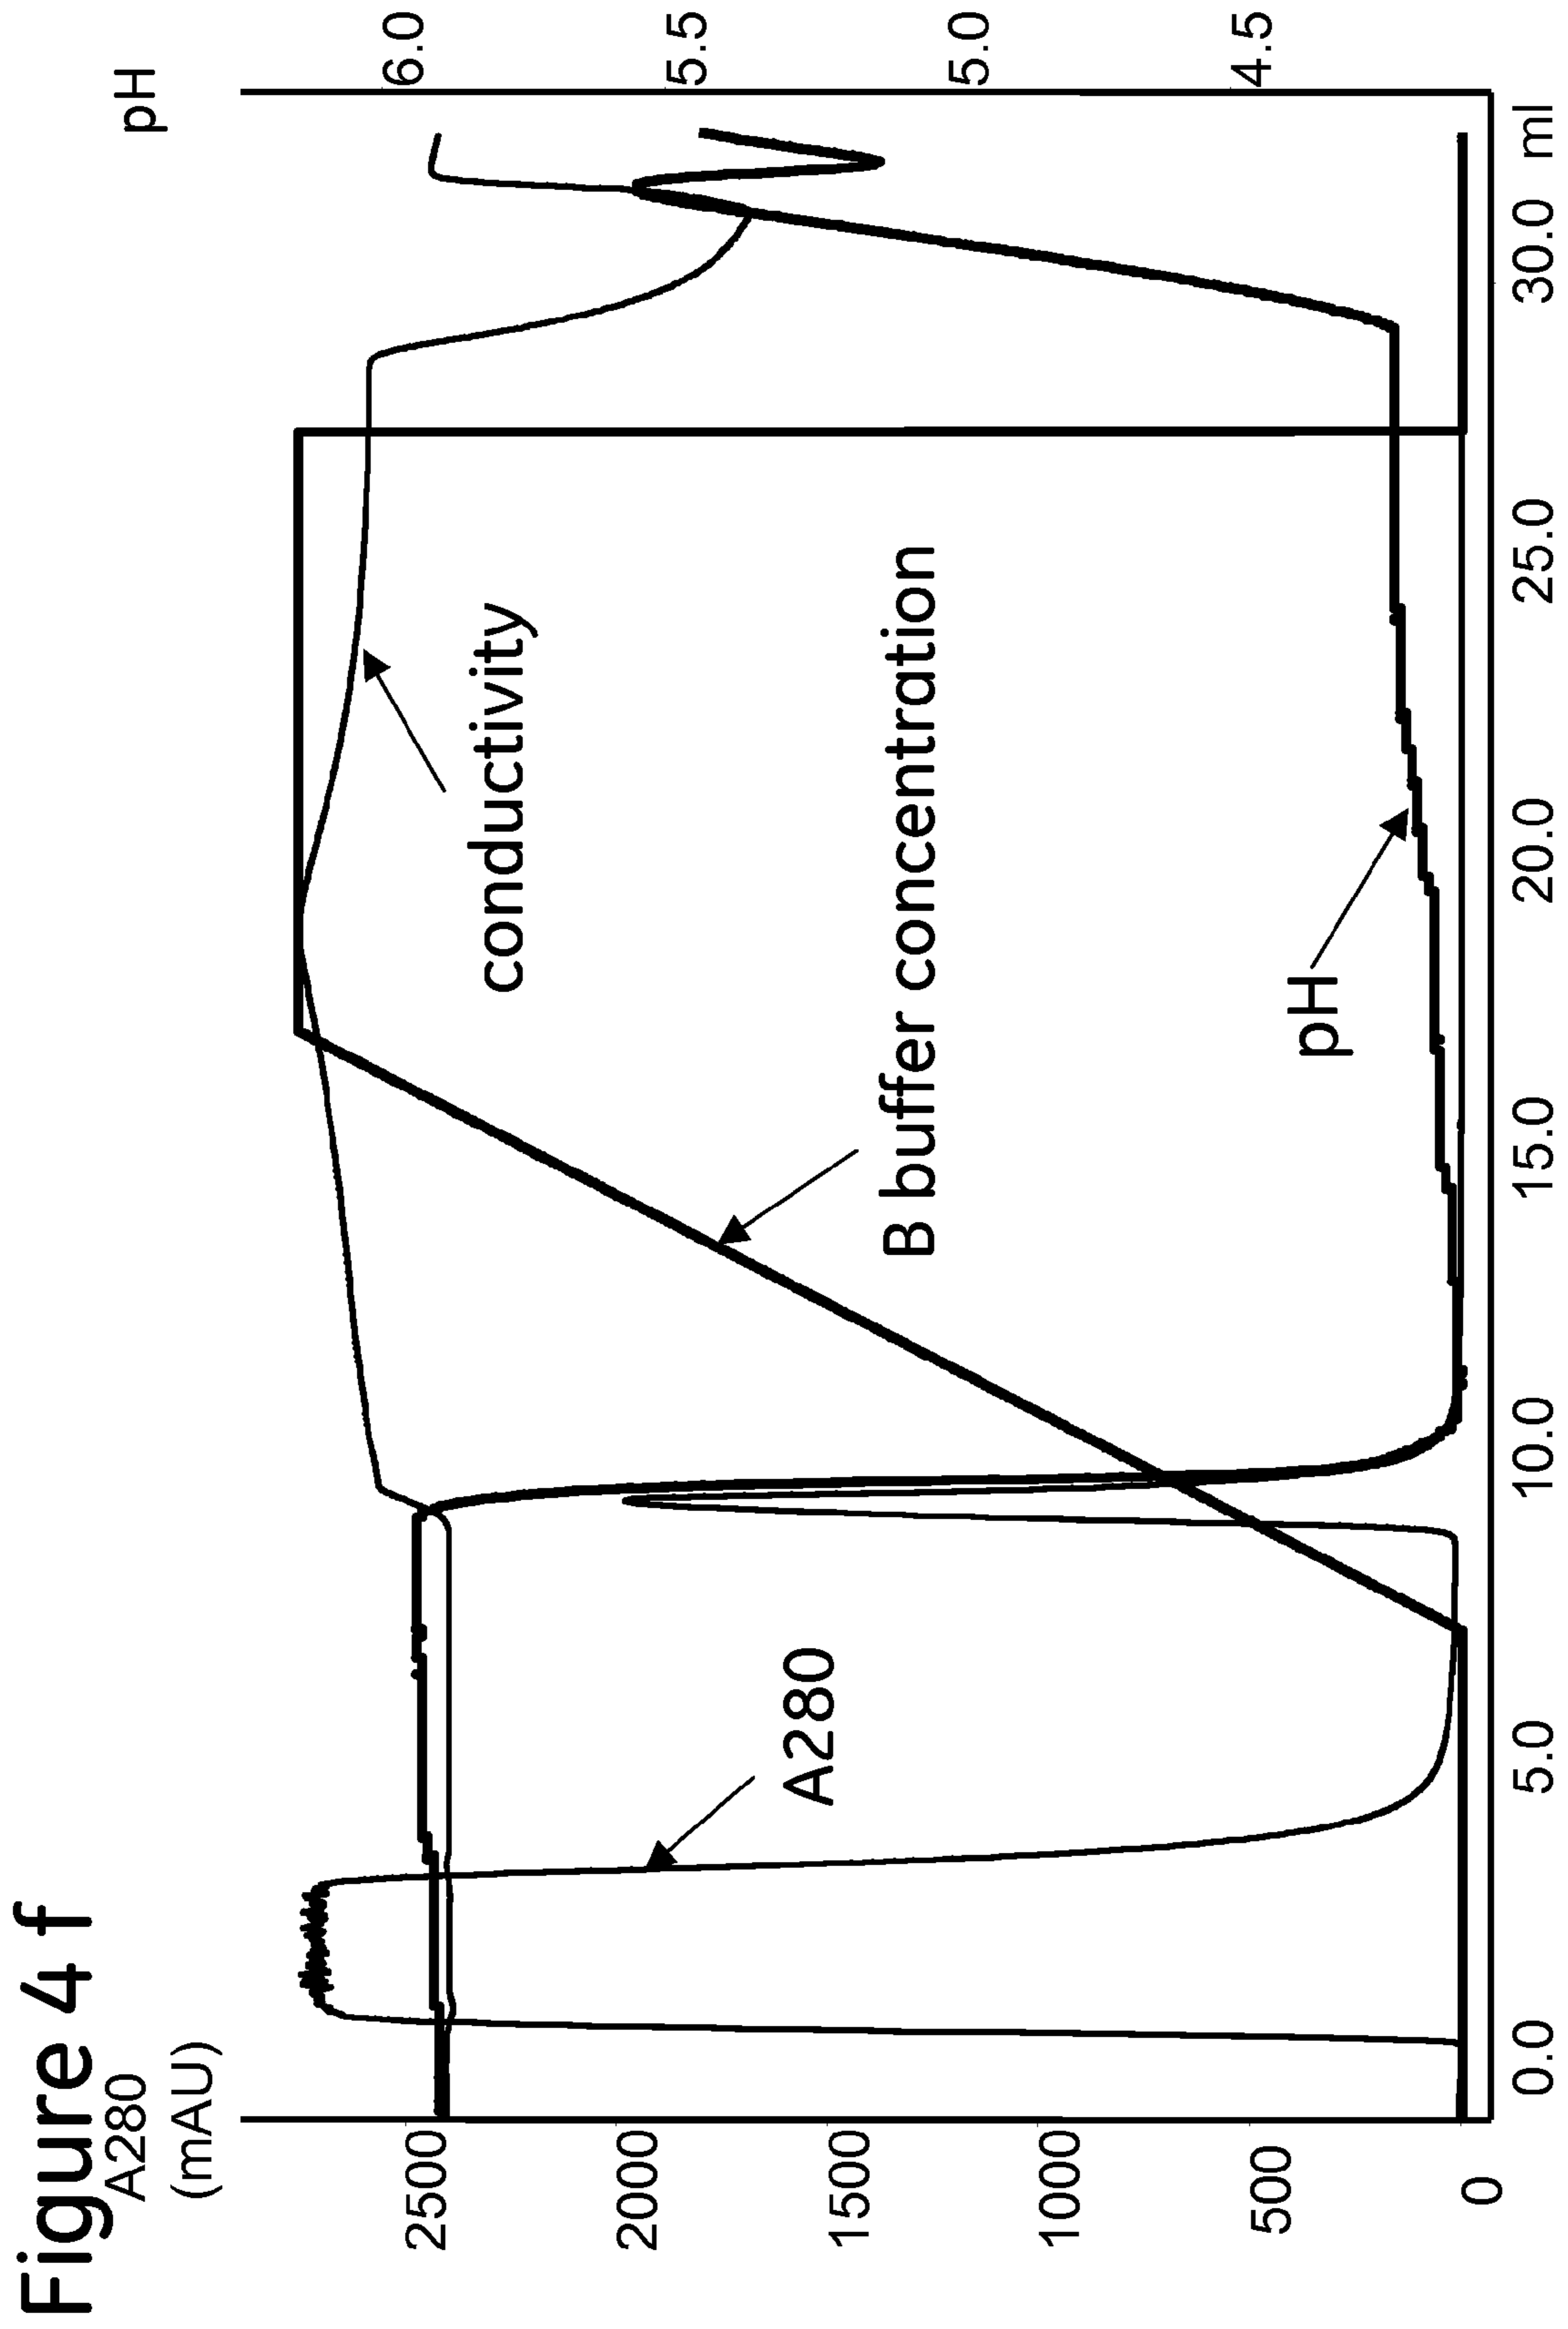 Figure 4 f
A280
(mAU)
pH
2500
2000
1500
1000
500
0
6.0
5.5
5.0
4.5
conductivity
B buffer concentration
A280
pH
0.0 5.0 10.0 15.0 20.0 25.0 30.0 ml